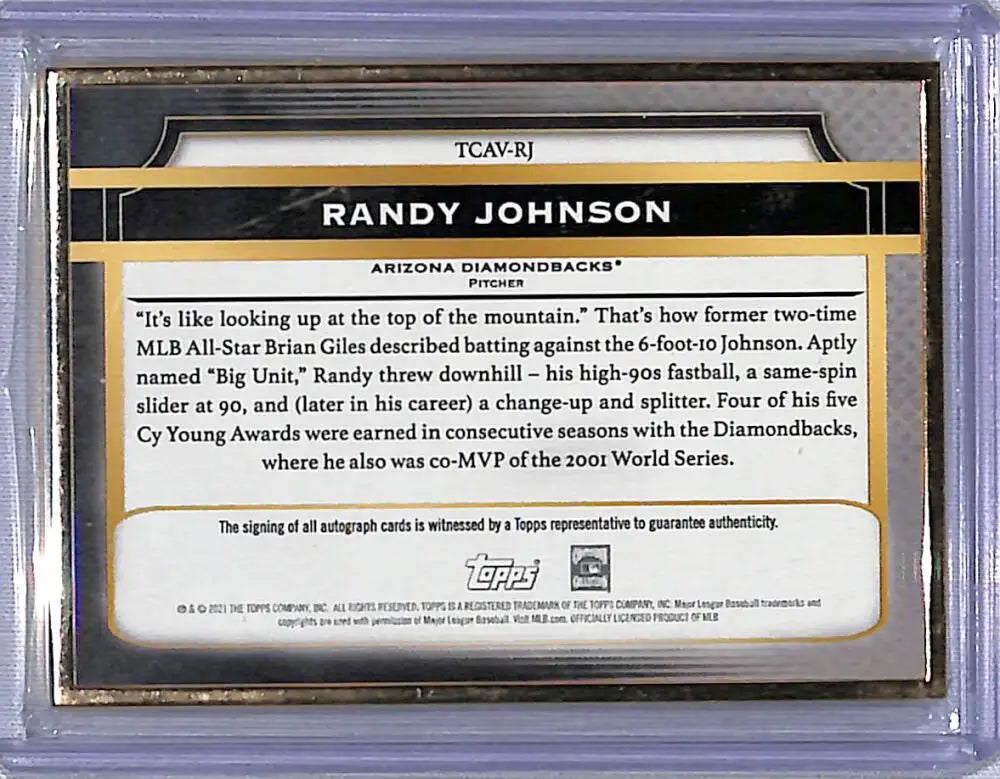 TCAV-RJ
RANDY JOHNSON
ARIZONA DIAMONDBACKS®
PITCHER
“It’s like looking up at the top of the mountain.” That’s how former two-time
MLB All-Star Brian Giles described batting against the 6-foot-10 Johnson. Aptly
named “Big Unit,” Randy threw downhill – his high-90s fastball, a same-spin
slider at 90, and (later in his career) a change-up and splitter. Four of his five
Cy Young Awards were earned in consecutive seasons with the Diamondbacks,
where he also was co-MVP of the 2001 World Series.
The signing of all autograph cards is witnessed by a Topps representative to guarantee authenticity.
topps®
® & © 2021 THE TOPPS COMPANY, INC. ALL RIGHTS RESERVED. TOPPS IS A REGISTERED TRADEMARK OF THE TOPPS COMPANY, INC. Major League Baseball trademarks and
copyrights are used with permission of Major League Baseball. Visit MLB.com. OFFICIALLY LICENSED PRODUCT OF MLB